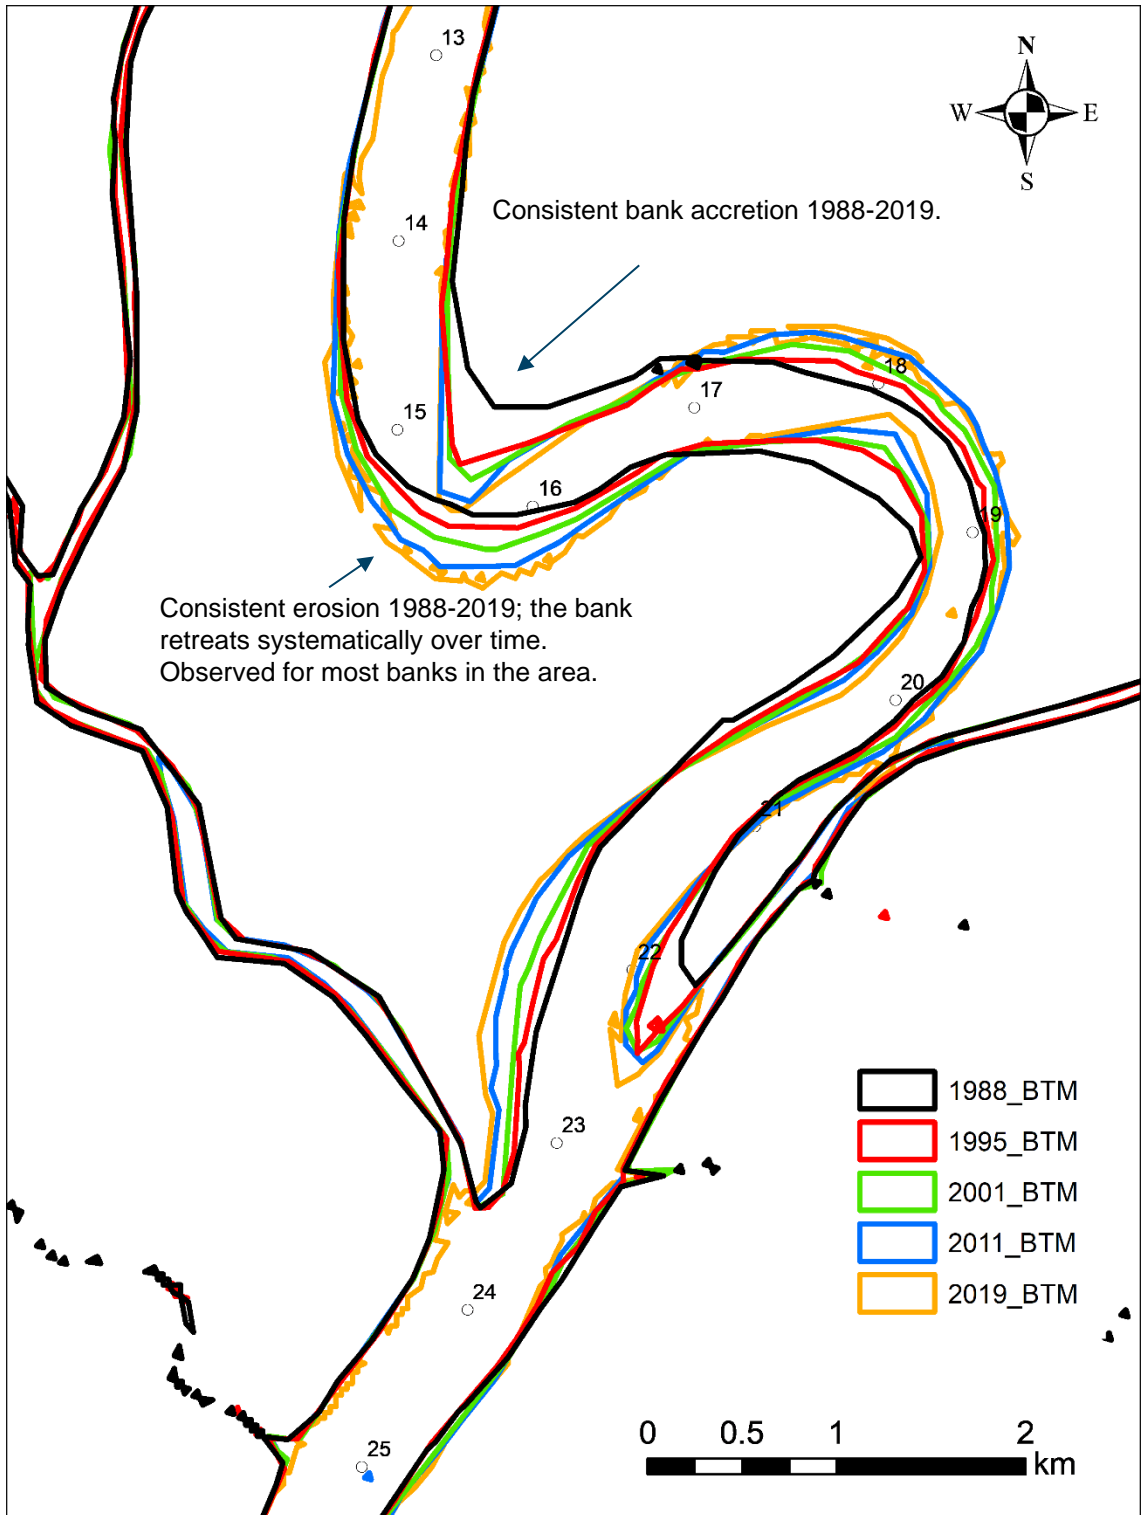 13
N
W
E
S
Consistent bank accretion 1988-2019.
14
18
17
15
16
19
Consistent erosion 1988-2019; the bank
retreats systematically over time.
Observed for most banks in the area.
20
21
22
1988_BTM
23
1995_BTM
2001_BTM
2011_BTM
24
2019_BTM
0 0.5 1 2
25
km